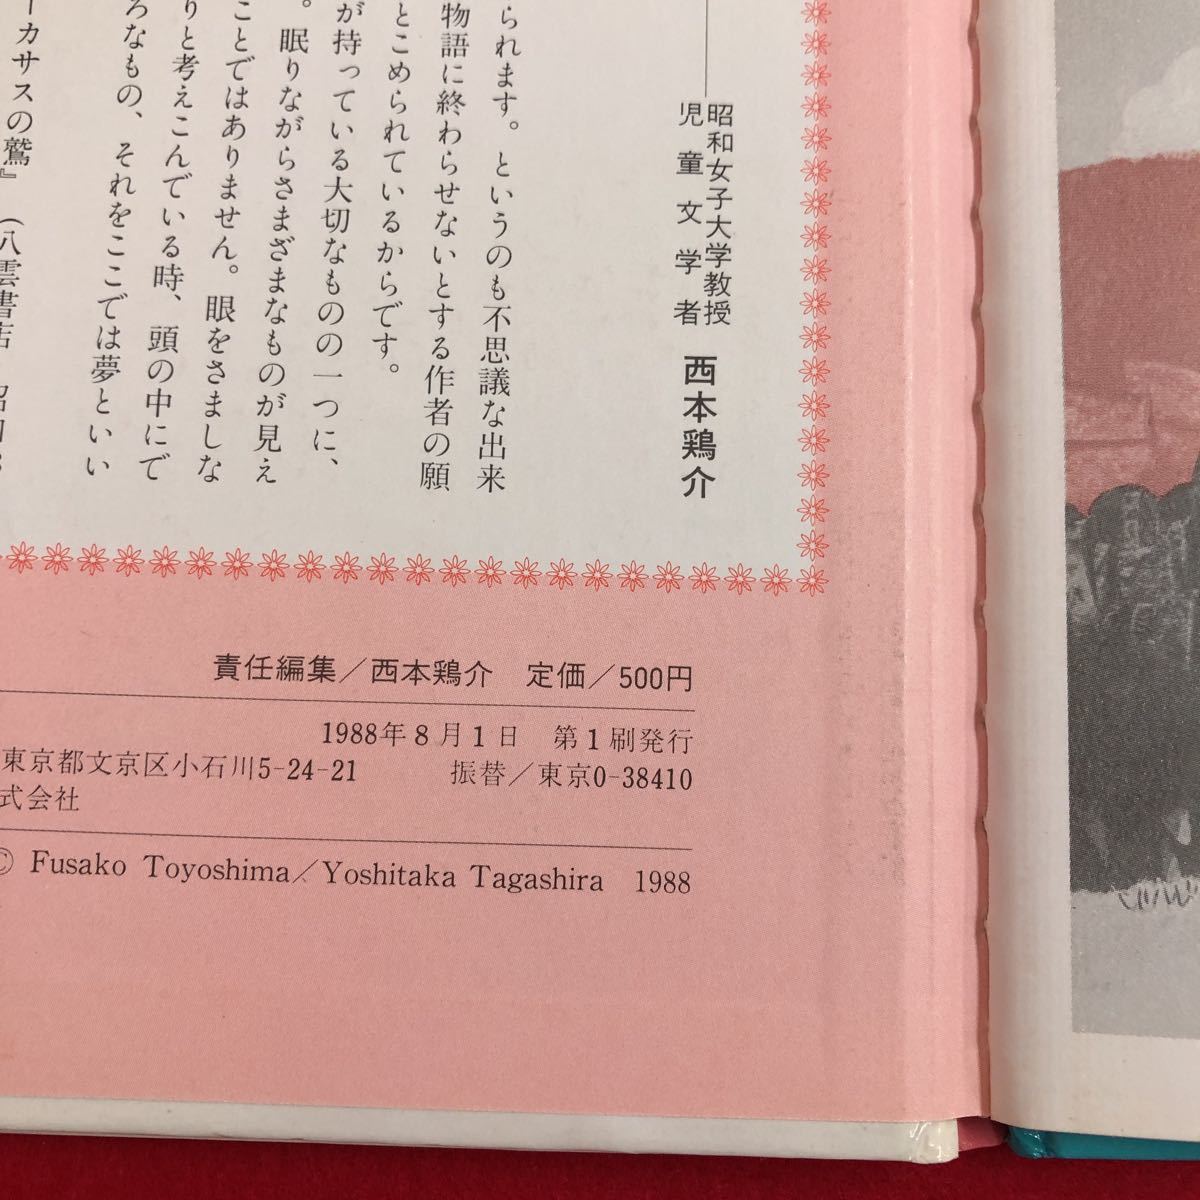 昭和女子大学教授
児童文学者
西本鶏介
られます。というのも不思議な出来
物語に終わらせないとする作者の願
とこめられているからです。
が持っている大切なものの一つに、
。眠りながらさまざまなものが見え
ことではありません。眼をさましな
りと考えこんでいる時、頭の中にで
ろなもの、それをここでは夢とい
ーカサスの鷲』（八雲書店
責任編集／西本鶏介　定価／500円
1988年8月1日　第1刷発行
東京都文京区小石川5-24-21　振替／東京0-38410
式会社
© Fusako Toyoshima／Yoshitaka Tagashira 1988